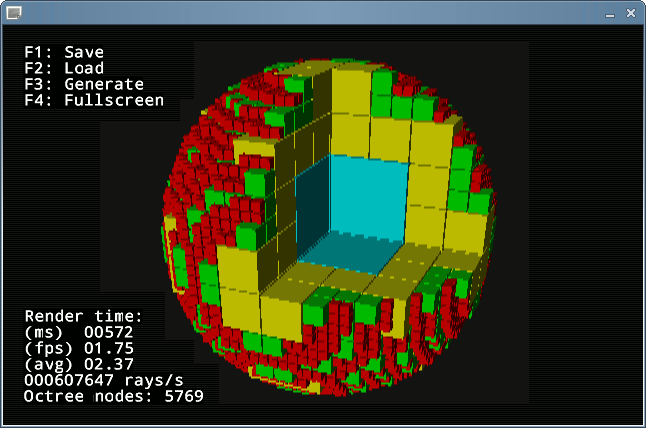 F1: Save
F2: Load
F3: Generate
F4: Fullscreen
Render time:
(ms) 00572
(fps) 01.75
(avg) 02.37
000607647 rays/s
Octree nodes: 5769